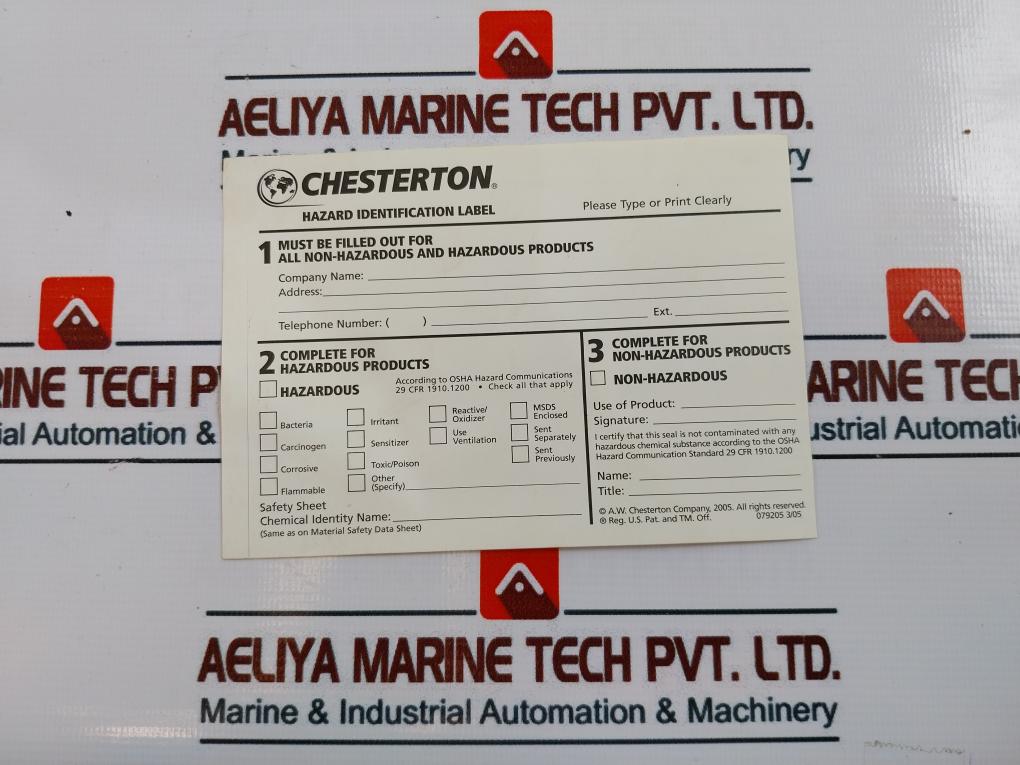 AELIYA MARINE TECH PVT. LTD.
ry
CHESTERTON®
HAZARD IDENTIFICATION LABEL
Please Type or Print Clearly
1 MUST BE FILLED OUT FOR
ALL NON-HAZARDOUS AND HAZARDOUS PRODUCTS
Company Name:
Address:
Telephone Number: ( )
Ext.
2 COMPLETE FOR
HAZARDOUS PRODUCTS
HAZARDOUS
According to OSHA Hazard Communications
29 CFR 1910.1200 • Check all that apply
Bacteria
Carcinogen
Corrosive
Flammable
Irritant
Sensitizer
Toxic/Poison
Other
(Specify)
Reactive/
Oxidizer
Use
Ventilation
MSDS
Enclosed
Sent
Separately
Sent
Previously
Safety Sheet
Chemical Identity Name:
(Same as on Material Safety Data Sheet)
3 COMPLETE FOR
NON-HAZARDOUS PRODUCTS
NON-HAZARDOUS
Use of Product:
Signature:
I certify that this seal is not contaminated with any
hazardous chemical substance according to the OSHA
Hazard Communication Standard 29 CFR 1910.1200
Name:
Title:
© A.W. Chesterton Company, 2005. All rights reserved.
® Reg. U.S. Pat. and TM. Off.
079205 3/05
RINE TECH P
ial Automation &
ARINE TEC
ustrial Automati
AELIYA MARINE TECH PVT. LTD.
Marine & Industrial Automation & Machinery